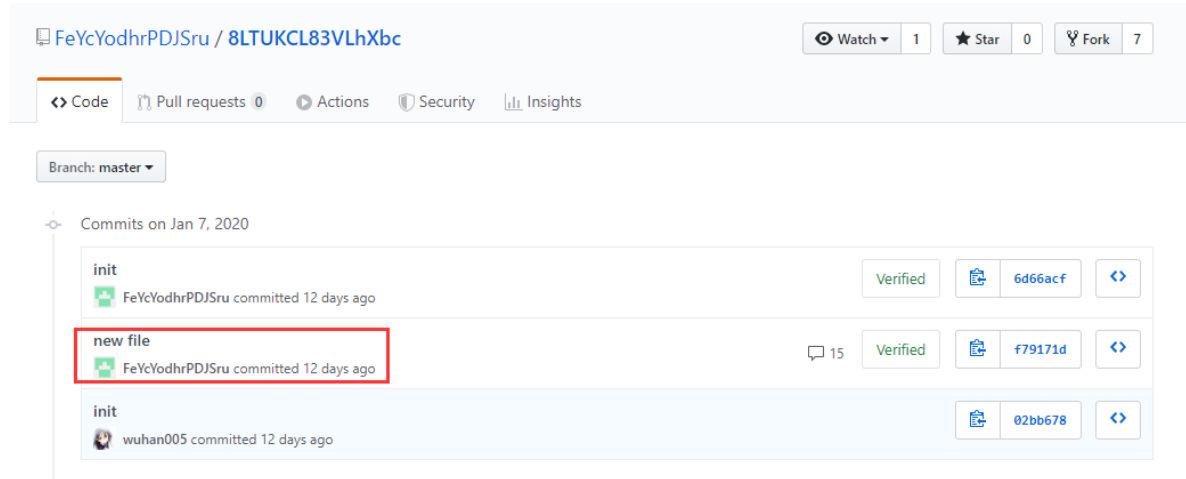 FeYcYodhrPDJSru / 8LTUKCL83VLhXbc
Watch 1 Star 0 Fork 7
Code Pull requests 0 Actions Security Insights
Branch: master
Commits on Jan 7, 2020
init
Verified 6d66acf
FeYcYodhrPDJSru committed 12 days ago
new file
15 Verified f79171d
FeYcYodhrPDJSru committed 12 days ago
init
02bb678
wuhan005 committed 12 days ago